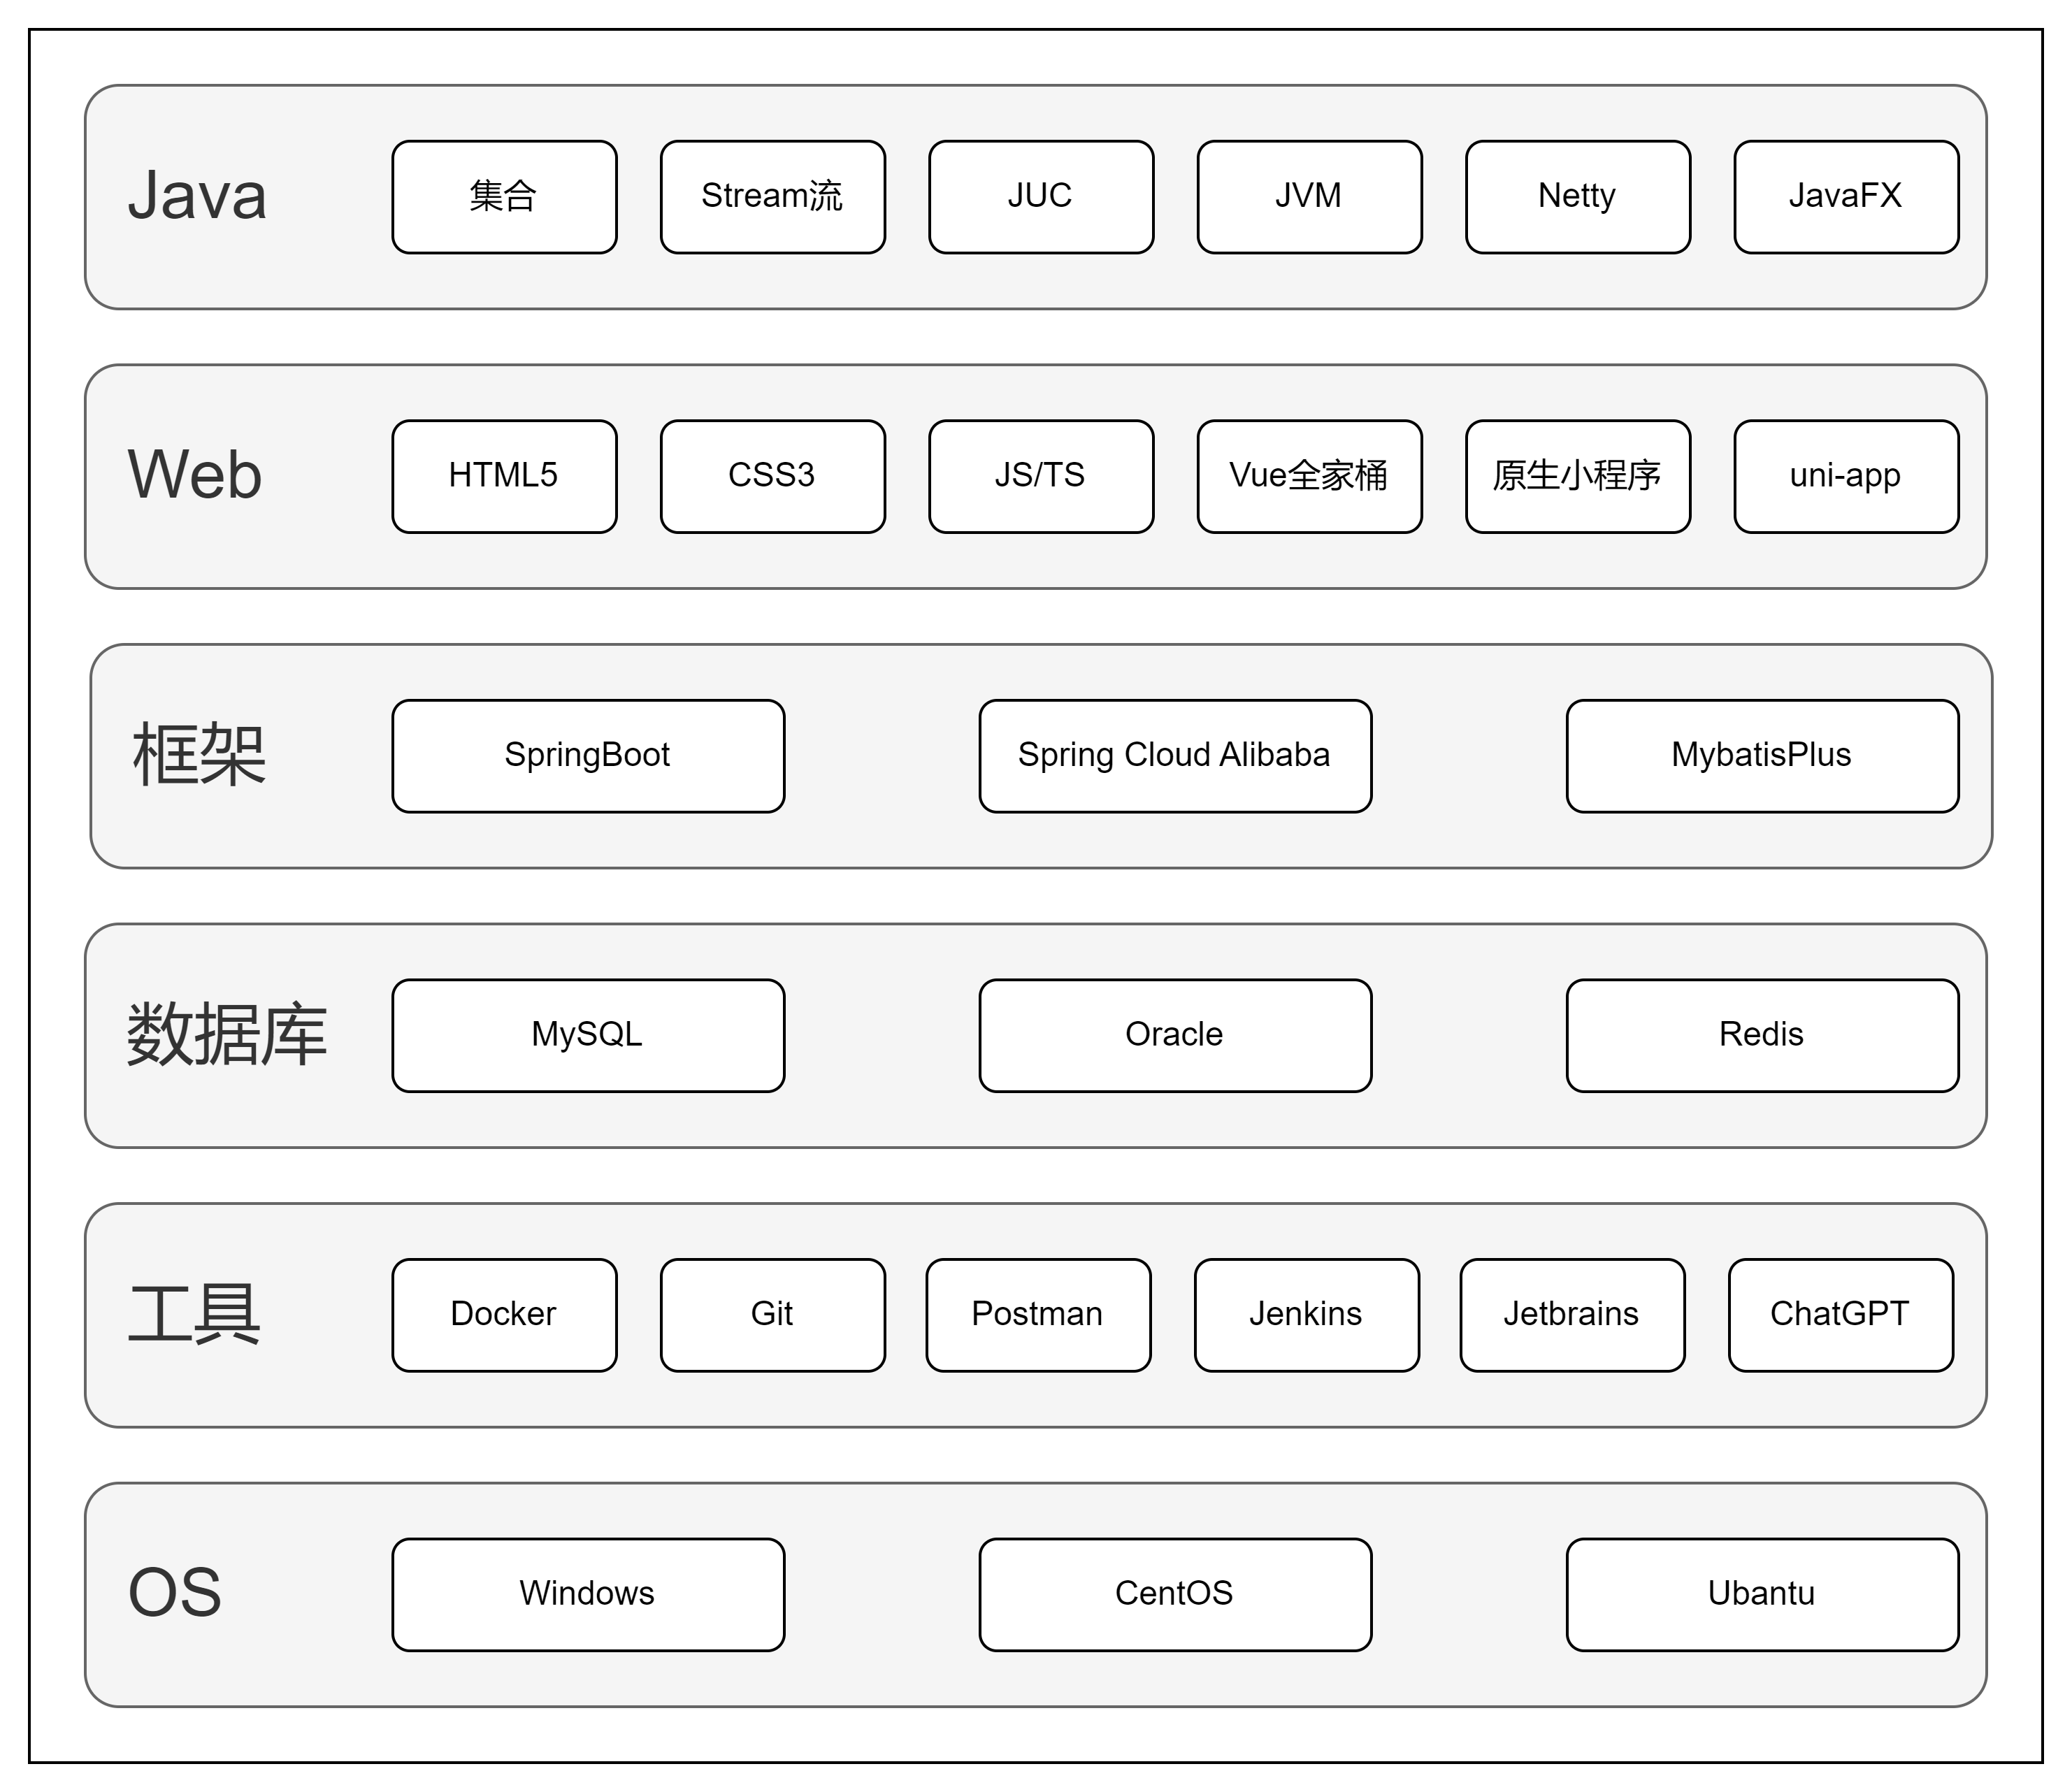 Java
集合
Stream流
JUC
JVM
Netty
JavaFX
Web
HTML5
CSS3
JS/TS
Vue全家桶
原生小程序
uni-app
框架
SpringBoot
Spring Cloud Alibaba
MybatisPlus
数据库
MySQL
Oracle
Redis
工具
Docker
Git
Postman
Jenkins
Jetbrains
ChatGPT
OS
Windows
CentOS
Ubantu